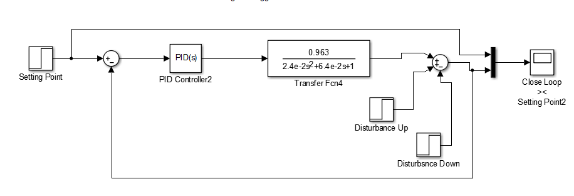 Setting Point
PID(s)
PID Controller2
0.963
2.4e-2s2+6.4e-2s+1
Transfer Fcn4
Disturbance Up
Disturbsnce Down
Close Loop
><
Setting Point2